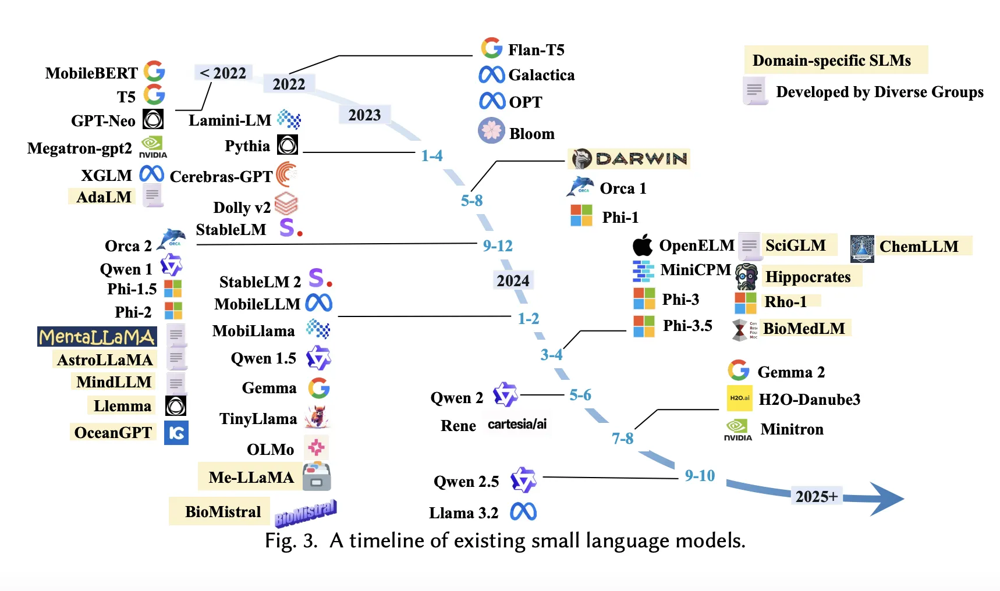 Domain-specific SLMs
Developed by Diverse Groups
< 2022
MobileBERT
T5
GPT-Neo
Megatron-gpt2
NVIDIA
XGLM
AdaLM
2022
Flan-T5
Galactica
OPT
Bloom
2023
Lamini-LM
Pythia
Cerebras-GPT
Dolly v2
StableLM S.
1-4
5-8
DARWIN
ORCA Orca 1
Phi-1
9-12
Orca 2 ORCA
Qwen 1
Phi-1.5
Phi-2
MentaLLaMA
AstroLLaMA
MindLLM
Llemma
OceanGPT
2024
1-2
StableLM 2 S.
MobileLLM
MobiLlama
Qwen 1.5
Gemma
TinyLlama
OLMo
Me-LLaMA
BioMistral BioMistral
3-4
OpenELM SciGLM ChemLLM
MiniCPM Hippocrates
Phi-3 Rho-1
Phi-3.5 BioMedLM
5-6
Qwen 2
Rene cartesia/ai
7-8
Gemma 2
H2O.ai H2O-Danube3
NVIDIA Minitron
9-10
Qwen 2.5
Llama 3.2
2025+
Fig. 3. A timeline of existing small language models.